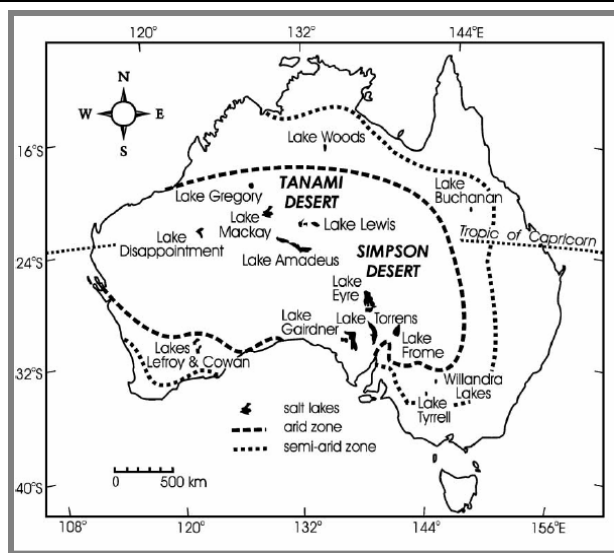 120°
132°
144°E
N
W
E
S
Lake Woods
16°S
TANAMI
DESERT
Lake Gregory
Lake
Buchanan
Lake
Mackay
Lake Lewis
Lake
Disappointment
Tropic of Capricorn
Lake Amadeus
SIMPSON
DESERT
24°S
Lake
Eyre
Lake
Gairdner
Lake Torrens
Lake
Frome
Lakes
Lefroy & Cowan
32°S
Willandra
Lakes
Lake
Tyrrell
salt lakes
arid zone
semi-arid zone
0
500 km
40°S
108°
120°
132°
144°
156°E